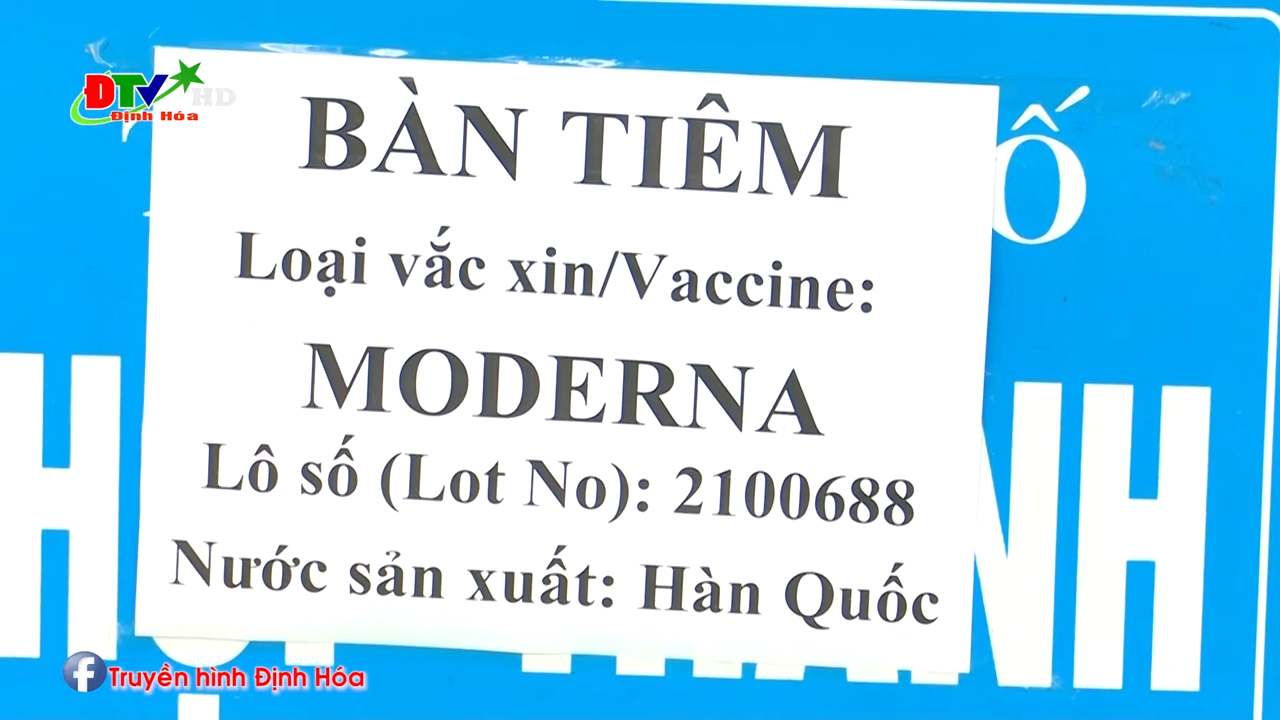 ĐTV HD
Định Hóa
BÀN TIÊM
Loại vắc xin/Vaccine:
MODERNA
Lô số (Lot No): 2100688
Nước sản xuất: Hàn Quốc
Truyền hình Định Hóa